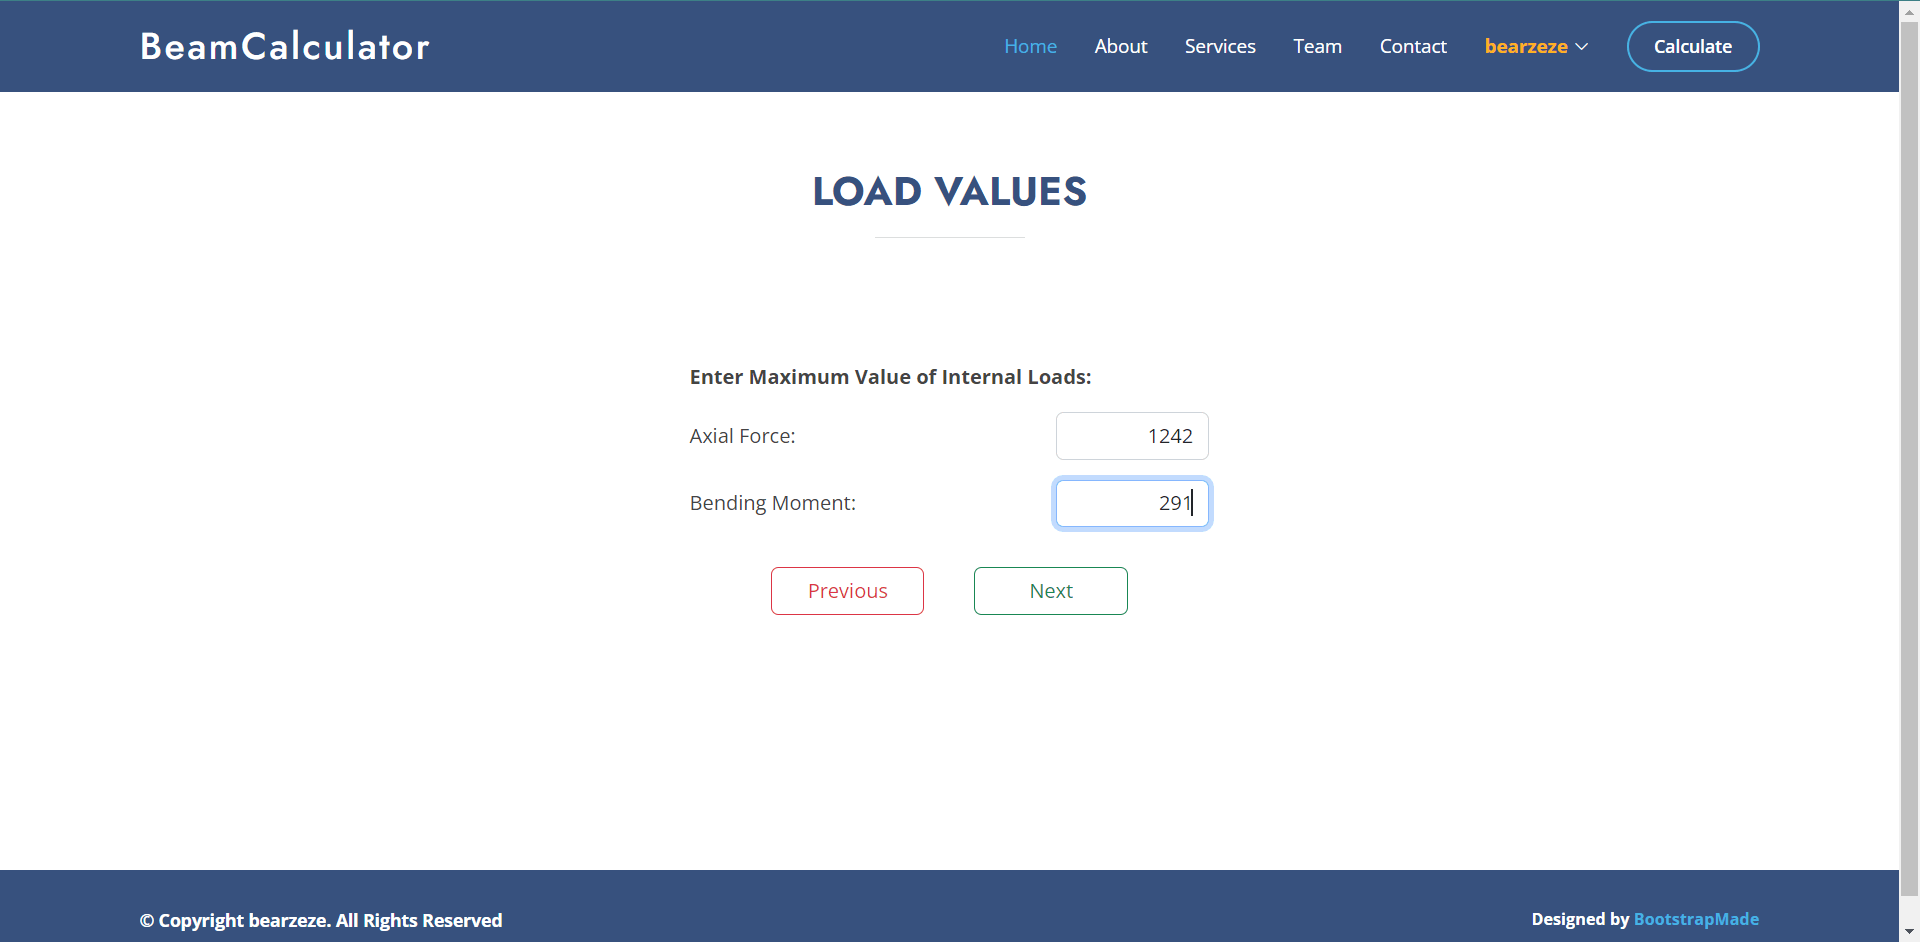 BeamCalculator
Home About Services Team Contact bearzeze Calculate
LOAD VALUES
Enter Maximum Value of Internal Loads:
Axial Force: 1242
Bending Moment: 291
Previous Next
© Copyright bearzeze. All Rights Reserved
Designed by BootstrapMade